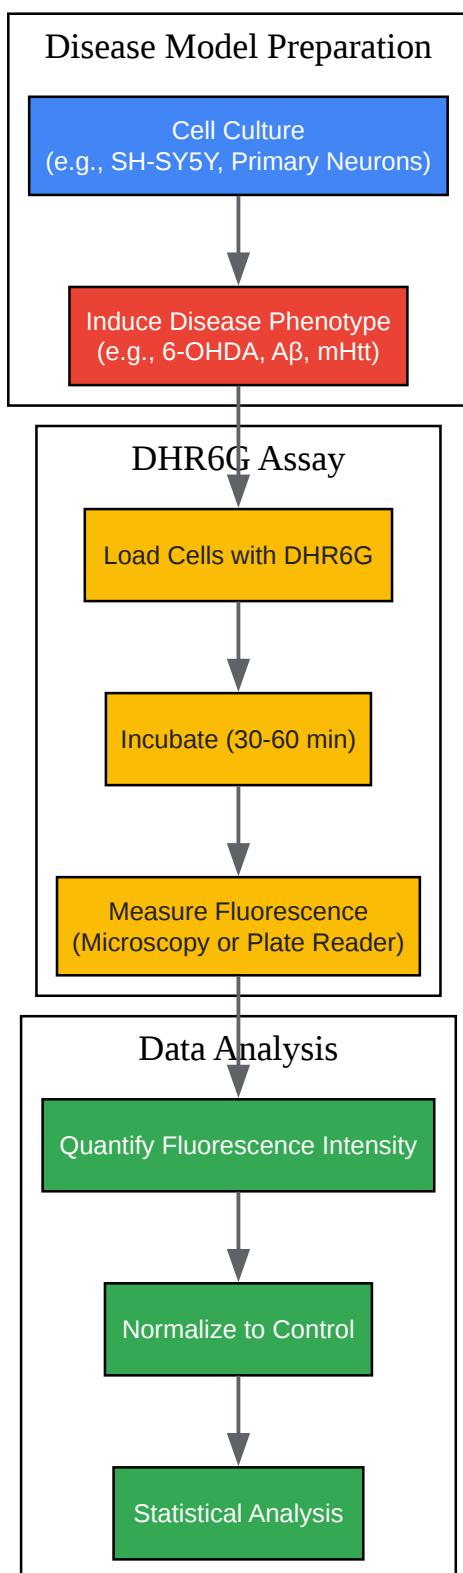 Disease Model Preparation
Cell Culture
(e.g., SH-SY5Y, Primary Neurons)
Induce Disease Phenotype
(e.g., 6-OHDA, Aβ, mHtt)
DHR6G Assay
Load Cells with DHR6G
Incubate (30-60 min)
Measure Fluorescence
(Microscopy or Plate Reader)
Data Analysis
Quantify Fluorescence Intensity
Normalize to Control
Statistical Analysis